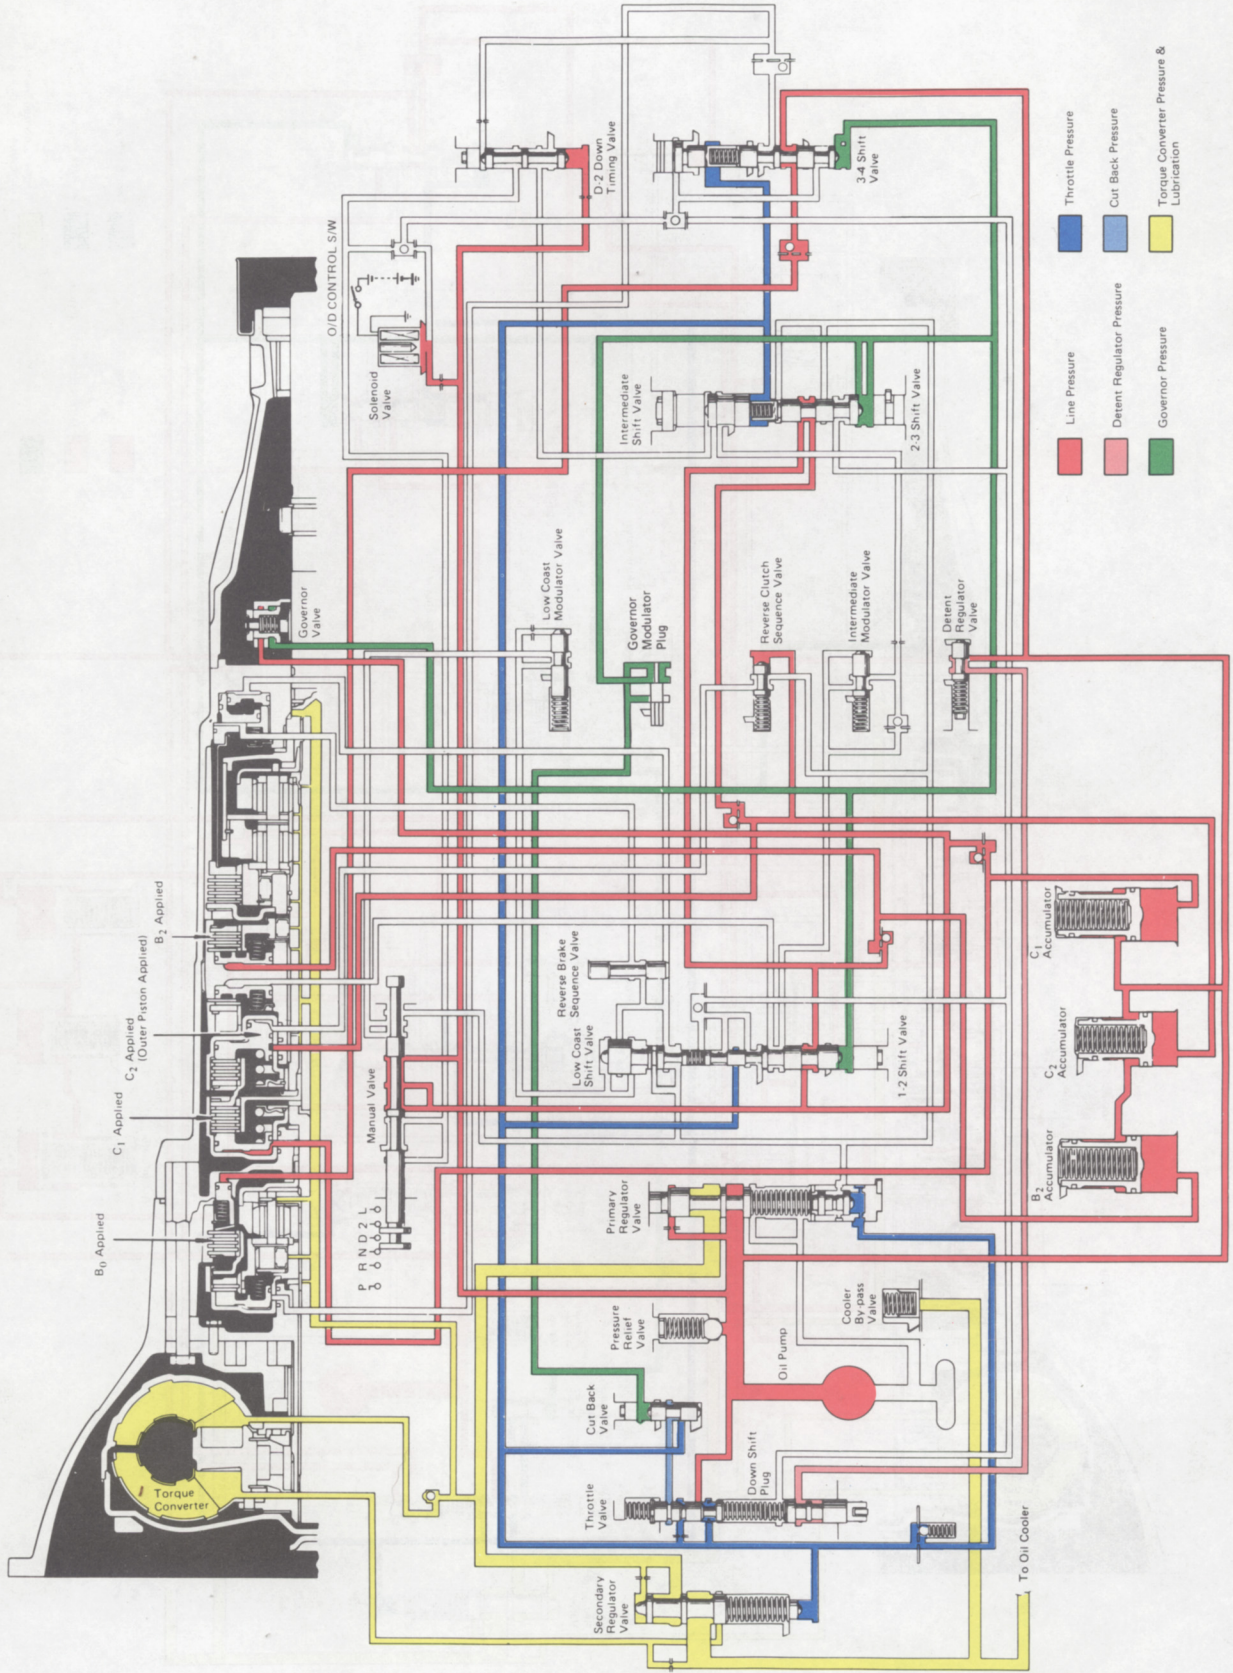 Torque
Converter
B0 Applied
C1 Applied
C2 Applied
(Outer Piston Applied)
B2 Applied
Governor
Valve
O/D CONTROL S/W
Solenoid
Valve
D-2 Down
Timing Valve
Manual Valve
P R N D 2 L
Low Coast
Modulator Valve
Governor
Modulator
Plug
Intermediate
Shift Valve
2-3 Shift Valve
3-4 Shift
Valve
Reverse Clutch
Sequence Valve
Intermediate
Modulator Valve
Detent
Regulator
Valve
Reverse Brake
Sequence Valve
Low Coast
Shift Valve
1-2 Shift Valve
Primary
Regulator
Valve
Pressure
Relief
Valve
Oil Pump
Cooler
By-pass
Valve
Cut Back
Valve
Throttle
Valve
Down Shift
Plug
Secondary
Regulator
Valve
To Oil Cooler
B2
Accumulator
C2
Accumulator
C1
Accumulator
Line Pressure
Detent Regulator Pressure
Governor Pressure
Throttle Pressure
Cut Back Pressure
Torque Converter Pressure &
Lubrication